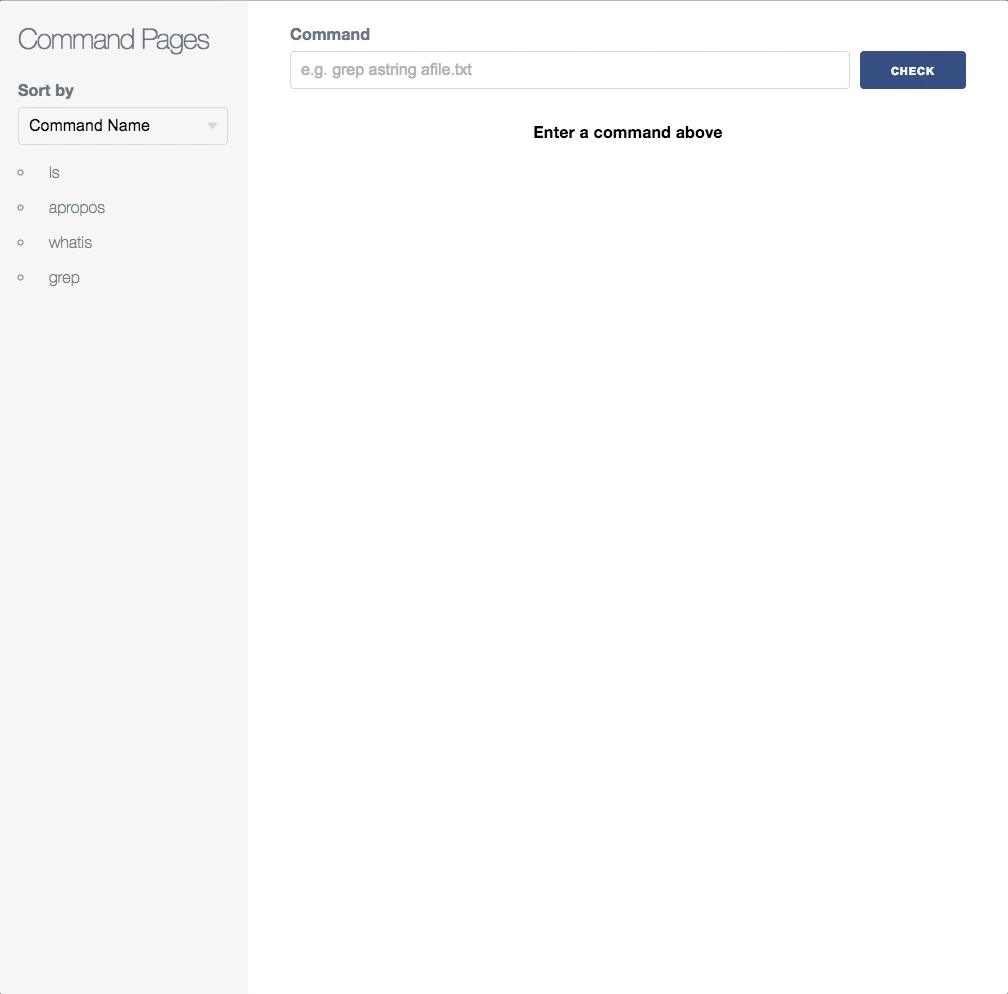 Command Pages
Sort by
Command Name
ls
apropos
whatis
grep
Command
e.g. grep astring afile.txt
CHECK
Enter a command above